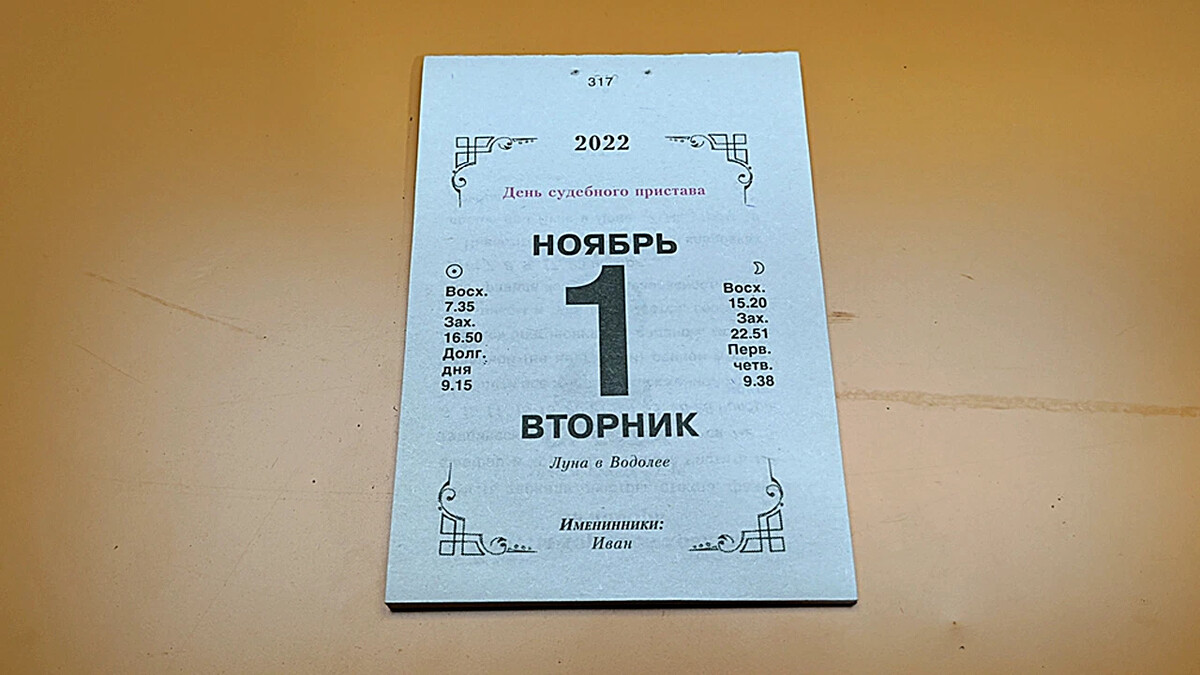 317
2022
День судебного пристава
НОЯБРЬ
1
Восх.
7.35
Зах.
16.50
Долг.
дня
9.15
Восх.
15.20
Зах.
22.51
Перв.
четв.
9.38
ВТОРНИК
Луна в Водолее
Именинники:
Иван